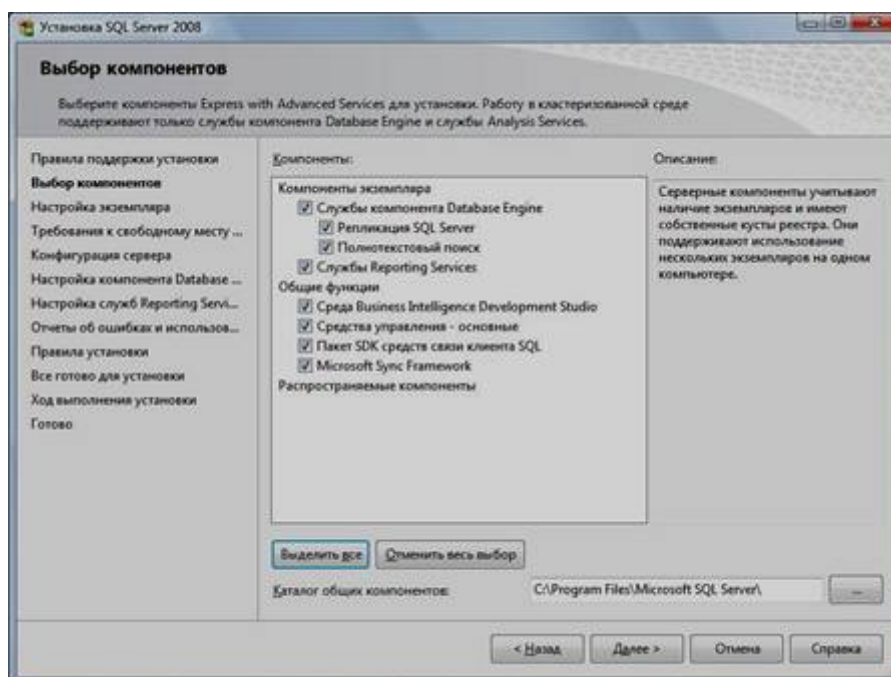 Установка SQL Server 2008
Выбор компонентов
Выберите компоненты Express with Advanced Services для установки. Работу в кластеризованной среде
поддерживают только службы компонента Database Engine и службы Analysis Services.
Правила поддержки установки
Выбор компонентов
Настройка экземпляра
Требования к свободному месту ...
Конфигурация сервера
Настройка компонента Database ...
Настройка служб Reporting Servi...
Отчеты об ошибках и использов...
Правила установки
Все готово для установки
Ход выполнения установки
Готово
Компоненты:
Компоненты экземпляра
Службы компонента Database Engine
Репликация SQL Server
Полнотекстовый поиск
Службы Reporting Services
Общие функции
Среда Business Intelligence Development Studio
Средства управления - основные
Пакет SDK средств связи клиента SQL
Microsoft Sync Framework
Распространяемые компоненты
Описание:
Серверные компоненты учитывают
наличие экземпляров и имеют
собственные кусты реестра. Они
поддерживают использование
нескольких экземпляров на одном
компьютере.
Выделить все
Отменить весь выбор
Каталог общих компонентов:
C:\Program Files\Microsoft SQL Server\
...
< Назад
Далее >
Отмена
Справка